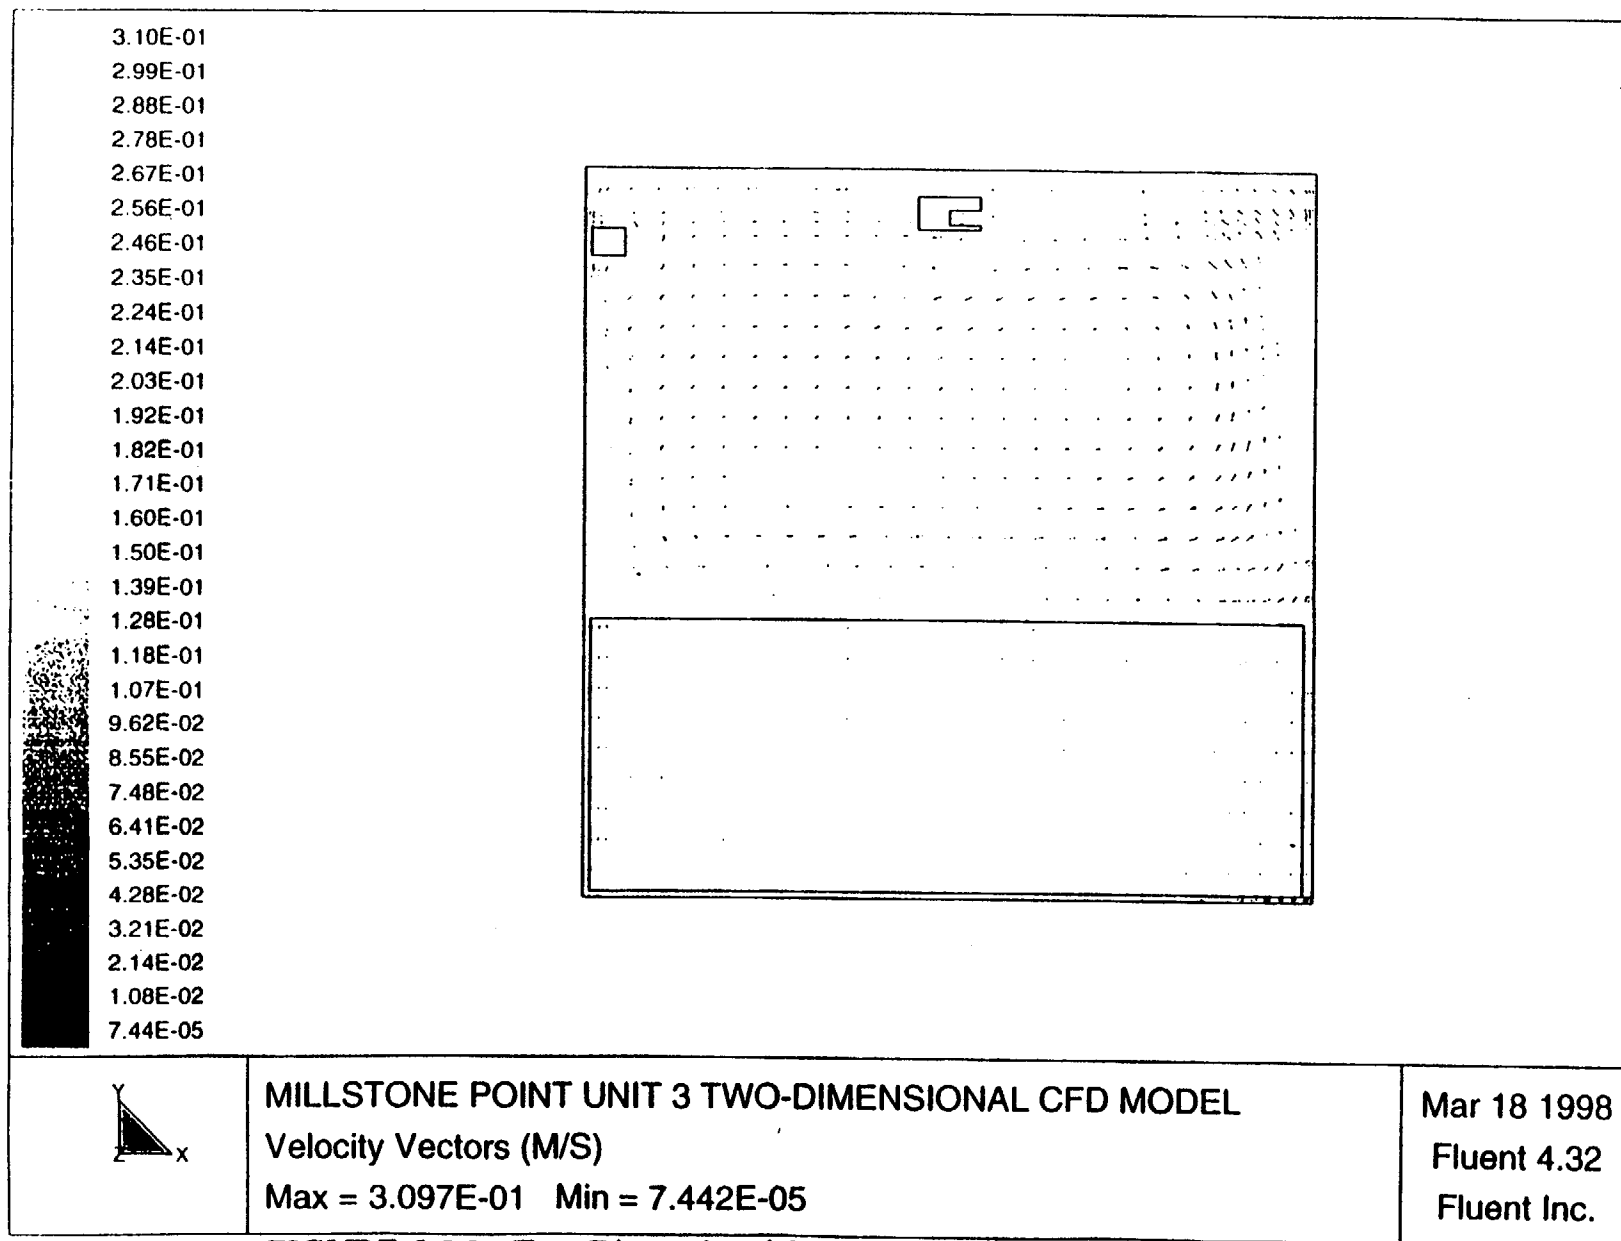 3.10E-01
2.99E-01
2.88E-01
2.78E-01
2.67E-01
2.56E-01
2.46E-01
2.35E-01
2.24E-01
2.14E-01
2.03E-01
1.92E-01
1.82E-01
1.71E-01
1.60E-01
1.50E-01
1.39E-01
1.28E-01
1.18E-01
1.07E-01
9.62E-02
8.55E-02
7.48E-02
6.41E-02
5.35E-02
4.28E-02
3.21E-02
2.14E-02
1.08E-02
7.44E-05
Y
Z X
MILLSTONE POINT UNIT 3 TWO-DIMENSIONAL CFD MODEL
Velocity Vectors (M/S)
Max = 3.097E-01 Min = 7.442E-05
Mar 18 1998
Fluent 4.32
Fluent Inc.